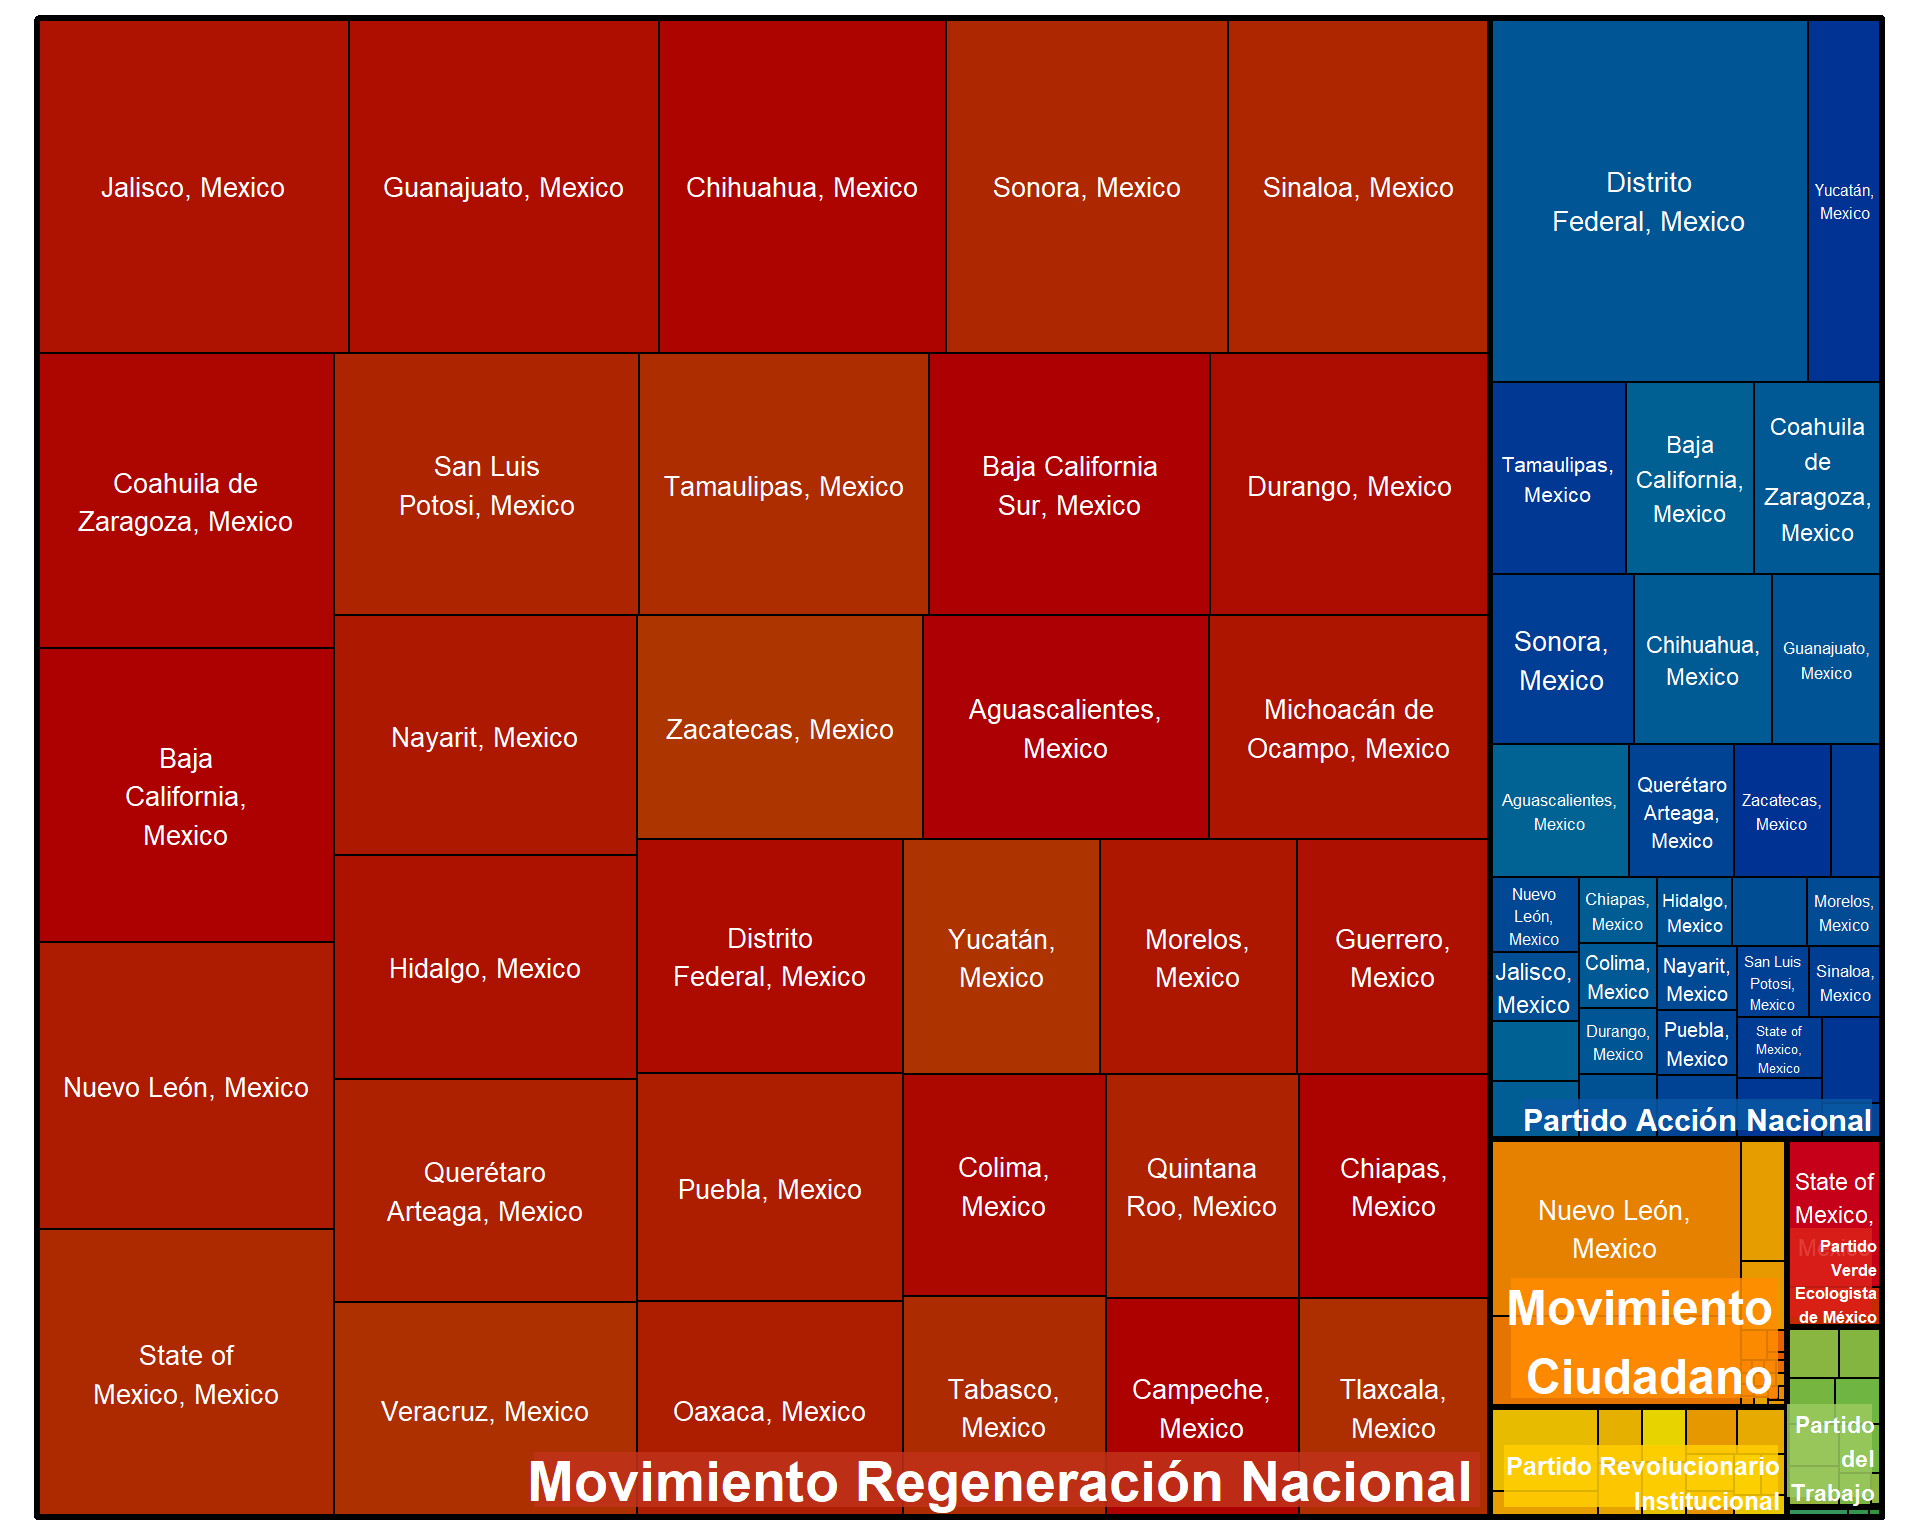 Jalisco, Mexico
Guanajuato, Mexico
Chihuahua, Mexico
Sonora, Mexico
Sinaloa, Mexico
Coahuila de
Zaragoza, Mexico
San Luis
Potosi, Mexico
Tamaulipas, Mexico
Baja California
Sur, Mexico
Durango, Mexico
Baja
California,
Mexico
Nayarit, Mexico
Zacatecas, Mexico
Aguascalientes,
Mexico
Michoacán de
Ocampo, Mexico
Nuevo León, Mexico
Hidalgo, Mexico
Distrito
Federal, Mexico
Yucatán,
Mexico
Morelos,
Mexico
Guerrero,
Mexico
State of
Mexico, Mexico
Querétaro
Arteaga, Mexico
Puebla, Mexico
Colima,
Mexico
Quintana
Roo, Mexico
Chiapas,
Mexico
Veracruz, Mexico
Oaxaca, Mexico
Tabasco,
Mexico
Campeche,
Mexico
Tlaxcala,
Mexico
Movimiento Regeneración Nacional
Distrito
Federal, Mexico
Yucatán,
Mexico
Tamaulipas,
Mexico
Baja
California,
Mexico
Coahuila
de
Zaragoza,
Mexico
Sonora,
Mexico
Chihuahua,
Mexico
Guanajuato,
Mexico
Aguascalientes,
Mexico
Querétaro
Arteaga,
Mexico
Zacatecas,
Mexico
Nuevo
León,
Mexico
Chiapas,
Mexico
Hidalgo,
Mexico
Morelos,
Mexico
Jalisco,
Mexico
Colima,
Mexico
Nayarit,
Mexico
San Luis
Potosi,
Mexico
Sinaloa,
Mexico
Durango,
Mexico
Puebla,
Mexico
State of
Mexico,
Mexico
Partido Acción Nacional
Nuevo León,
Mexico
Movimiento
Ciudadano
State of
Mexico,
Mexico
Partido
Verde
Ecologista
de México
Partido Revolucionario
Institucional
Partido
del
Trabajo